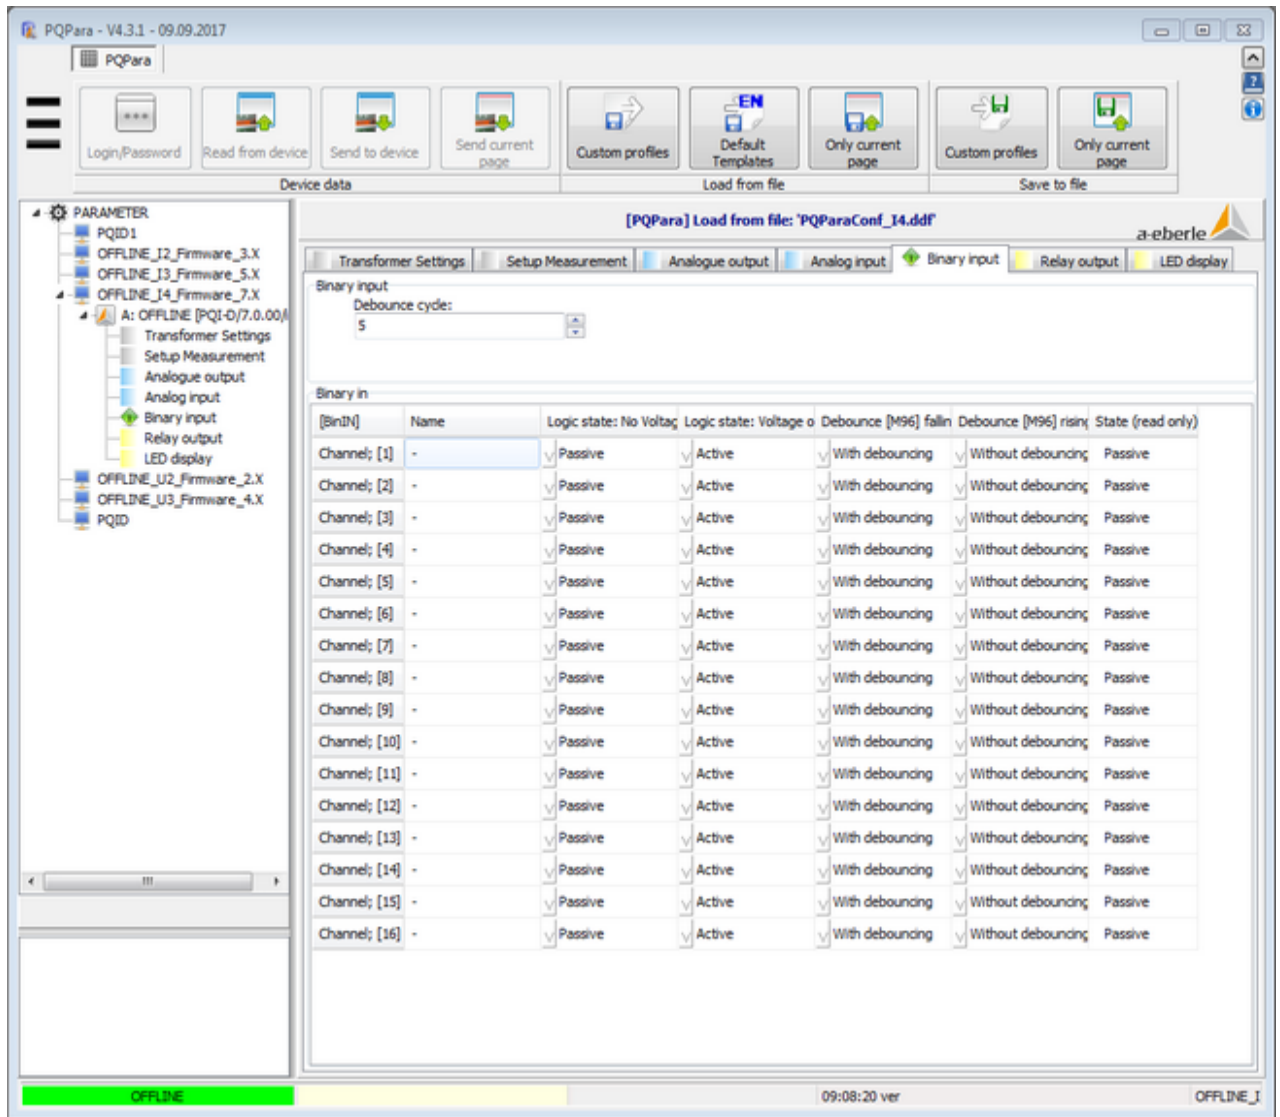 PQPara - V4.3.1 - 09.09.2017
PQPara
Login/Password
Read from device
Send to device
Send current page
Custom profiles
EN
Default Templates
Only current page
Custom profiles
Only current page
Device data
Load from file
Save to file
PARAMETER
PQID1
OFFLINE_I2_Firmware_3.X
OFFLINE_I3_Firmware_5.X
OFFLINE_I4_Firmware_7.X
A: OFFLINE [PQI-D/7.0.00/
Transformer Settings
Setup Measurement
Analogue output
Analog input
Binary input
Relay output
LED display
OFFLINE_U2_Firmware_2.X
OFFLINE_U3_Firmware_4.X
PQID
[PQPara] Load from file: 'PQParaConf_I4.ddf'
a-eberle
Transformer Settings Setup Measurement Analogue output Analog input Binary input Relay output LED display
Binary input
Debounce cycle:
5
Binary in
[BinIN] Name Logic state: No Voltag Logic state: Voltage o Debounce [M96] fallin Debounce [M96] rising State (read only)
Channel; [1] - Passive Active With debouncing Without debouncing Passive
Channel; [2] - Passive Active With debouncing Without debouncing Passive
Channel; [3] - Passive Active With debouncing Without debouncing Passive
Channel; [4] - Passive Active With debouncing Without debouncing Passive
Channel; [5] - Passive Active With debouncing Without debouncing Passive
Channel; [6] - Passive Active With debouncing Without debouncing Passive
Channel; [7] - Passive Active With debouncing Without debouncing Passive
Channel; [8] - Passive Active With debouncing Without debouncing Passive
Channel; [9] - Passive Active With debouncing Without debouncing Passive
Channel; [10] - Passive Active With debouncing Without debouncing Passive
Channel; [11] - Passive Active With debouncing Without debouncing Passive
Channel; [12] - Passive Active With debouncing Without debouncing Passive
Channel; [13] - Passive Active With debouncing Without debouncing Passive
Channel; [14] - Passive Active With debouncing Without debouncing Passive
Channel; [15] - Passive Active With debouncing Without debouncing Passive
Channel; [16] - Passive Active With debouncing Without debouncing Passive
OFFLINE
09:08:20 ver
OFFLINE_I